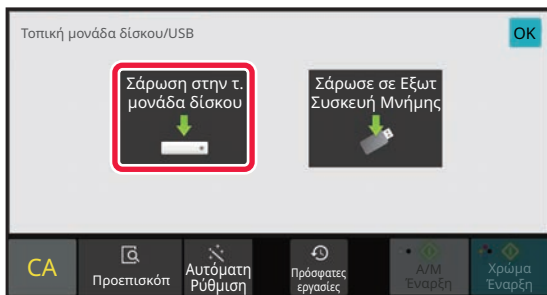 Τοπική μονάδα δίσκου/USB
OK
Σάρωση στην τ.
μονάδα δίσκου
Σάρωσε σε Εξωτ
Συσκευή Μνήμης
CA
Προεπισκόπ
Αυτόματη
Ρύθμιση
Πρόσφατες
εργασίες
Α/Μ
Έναρξη
Χρώμα
Έναρξη